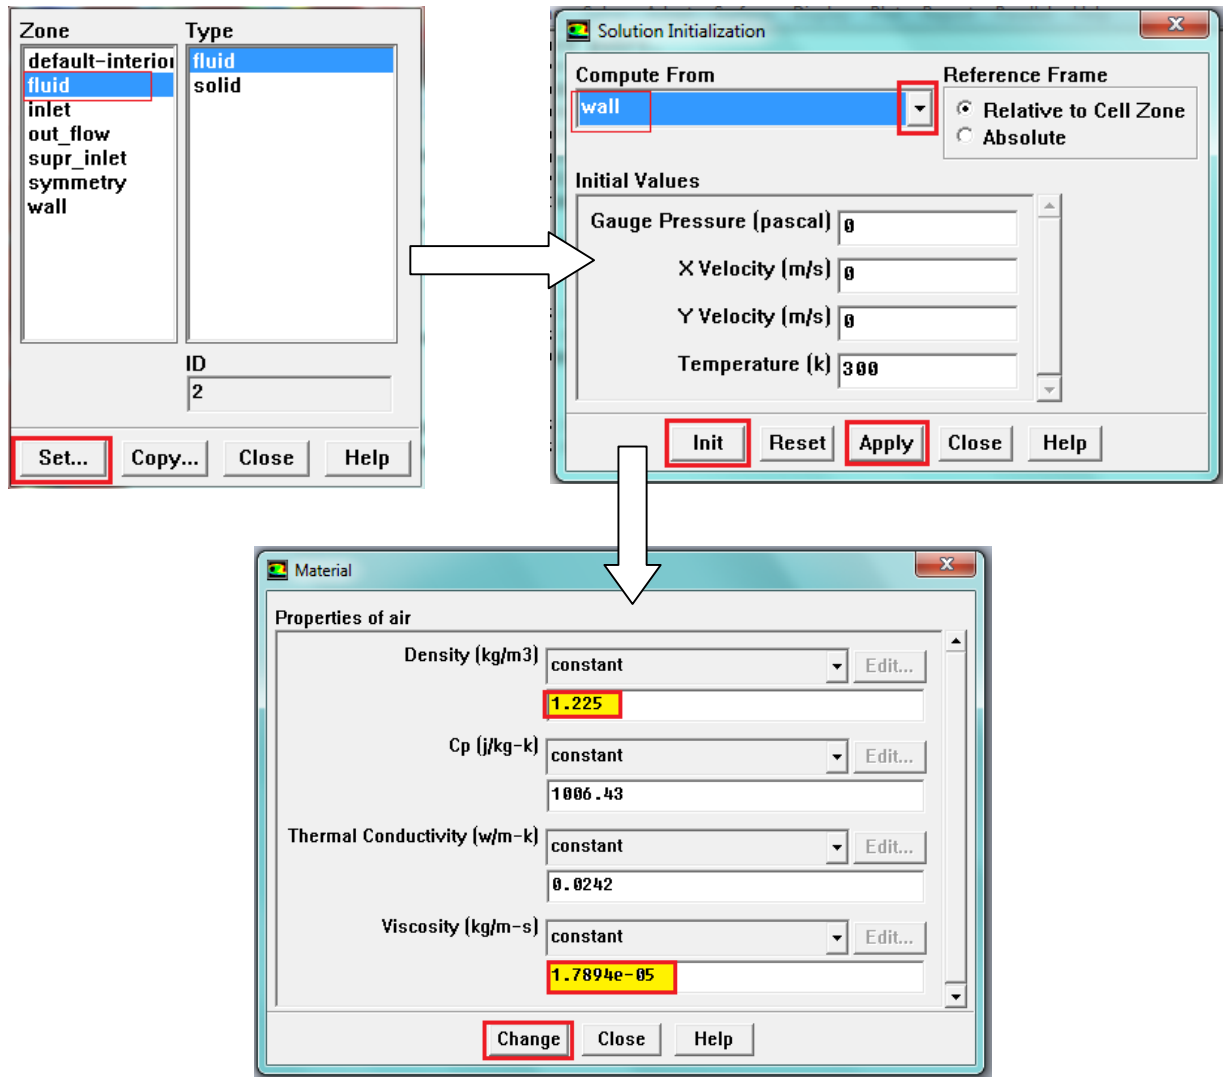 Zone Type
default-interior
fluid
inlet
out_flow
supr_inlet
symmetry
wall
fluid
solid
ID
2
Set... Copy... Close Help
Solution Initialization
Compute From
wall
Reference Frame
Relative to Cell Zone
Absolute
Initial Values
Gauge Pressure (pascal) 0
X Velocity (m/s) 0
Y Velocity (m/s) 0
Temperature (k) 300
Init Reset Apply Close Help
Material
Properties of air
Density (kg/m3) constant Edit...
1.225
Cp (j/kg-k) constant Edit...
1006.43
Thermal Conductivity (w/m-k) constant Edit...
0.0242
Viscosity (kg/m-s) constant Edit...
1.7894e-05
Change Close Help